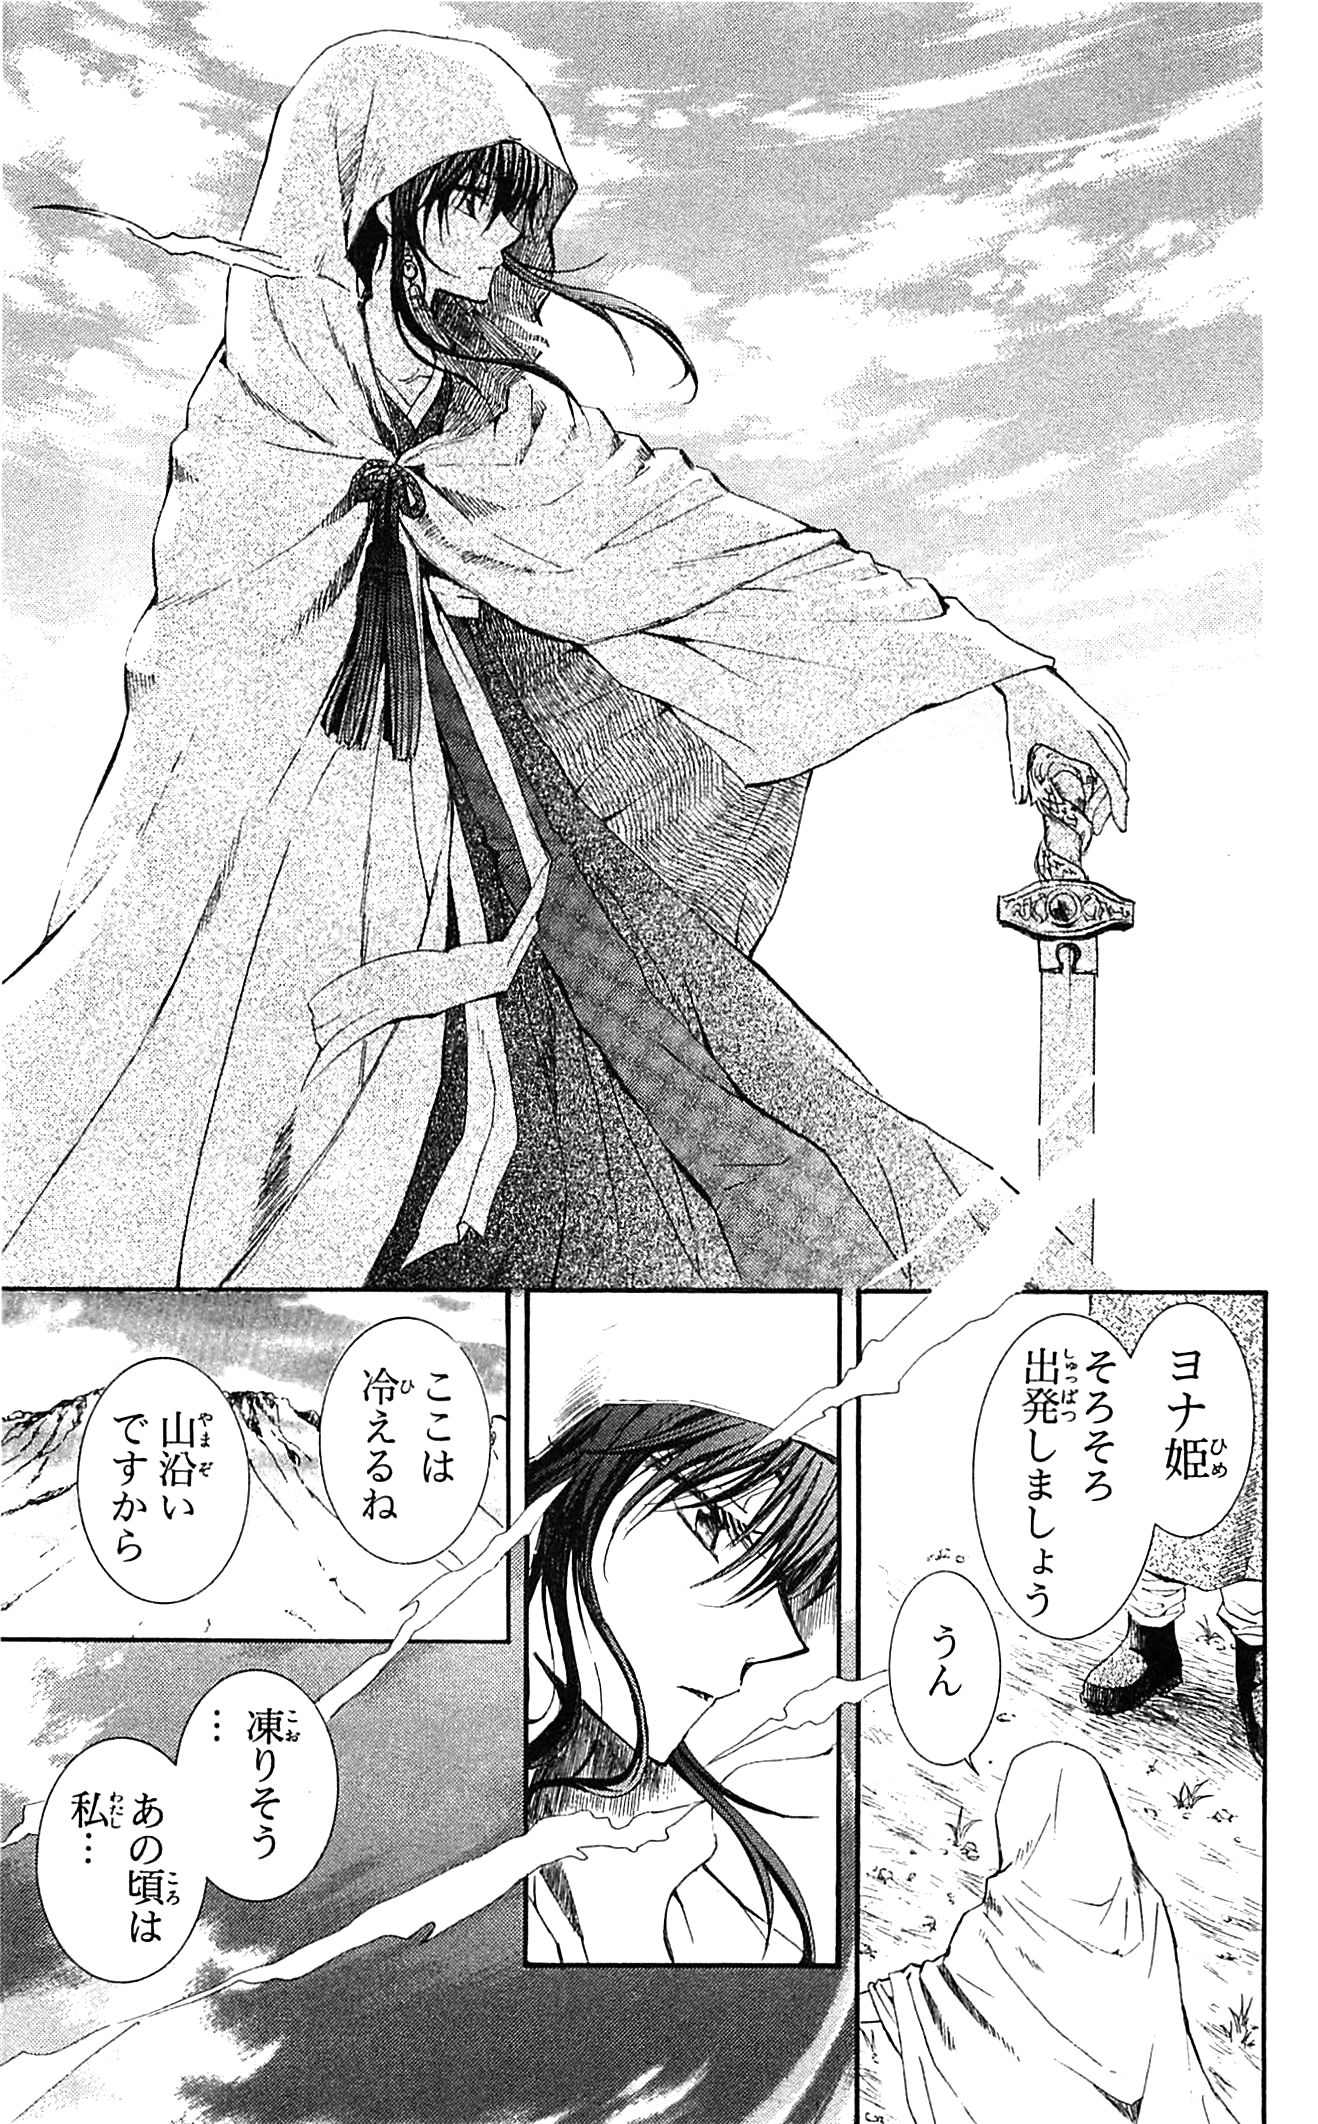 ヨナ姫
そろそろ
出発しましょう
うん
ここは
冷えるね
山沿い
ですから
凍りそう
…
あの頃は
私…
5